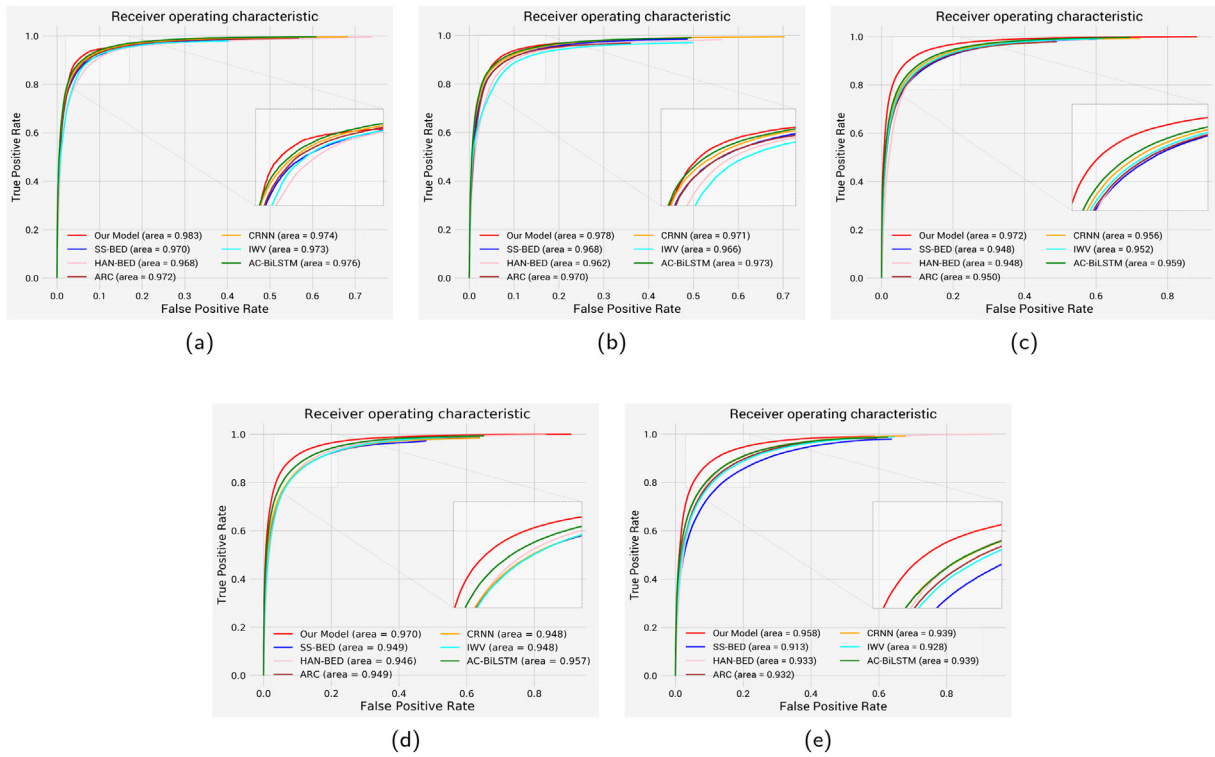 Receiver operating characteristic
True Positive Rate
1.0
0.8
0.6
0.4
0.2
0.0
Our Model (area = 0.983)
SS-BED (area = 0.970)
HAN-BED (area = 0.968)
ARC (area = 0.972)
CRNN (area = 0.974)
IWV (area = 0.973)
AC-BiLSTM (area = 0.976)
0.0 0.1 0.2 0.3 0.4 0.5 0.6 0.7
False Positive Rate
(a)
Receiver operating characteristic
True Positive Rate
1.0
0.8
0.6
0.4
0.2
0.0
Our Model (area = 0.978)
SS-BED (area = 0.968)
HAN-BED (area = 0.962)
ARC (area = 0.970)
CRNN (area = 0.971)
IWV (area = 0.966)
AC-BiLSTM (area = 0.973)
0.0 0.1 0.2 0.3 0.4 0.5 0.6 0.7
False Positive Rate
(b)
Receiver operating characteristic
True Positive Rate
1.0
0.8
0.6
0.4
0.2
0.0
Our Model (area = 0.972)
SS-BED (area = 0.948)
HAN-BED (area = 0.948)
ARC (area = 0.950)
CRNN (area = 0.956)
IWV (area = 0.952)
AC-BiLSTM (area = 0.959)
0.0 0.2 0.4 0.6 0.8
False Positive Rate
(c)
Receiver operating characteristic
True Positive Rate
1.0
0.8
0.6
0.4
0.2
0.0
Our Model (area = 0.970)
SS-BED (area = 0.949)
HAN-BED (area = 0.946)
ARC (area = 0.949)
CRNN (area = 0.948)
IWV (area = 0.948)
AC-BiLSTM (area = 0.957)
0.0 0.2 0.4 0.6 0.8
False Positive Rate
(d)
Receiver operating characteristic
True Positive Rate
1.0
0.8
0.6
0.4
0.2
0.0
Our Model (area = 0.958)
SS-BED (area = 0.913)
HAN-BED (area = 0.933)
ARC (area = 0.932)
CRNN (area = 0.939)
IWV (area = 0.928)
AC-BiLSTM (area = 0.939)
0.0 0.2 0.4 0.6 0.8
False Positive Rate
(e)